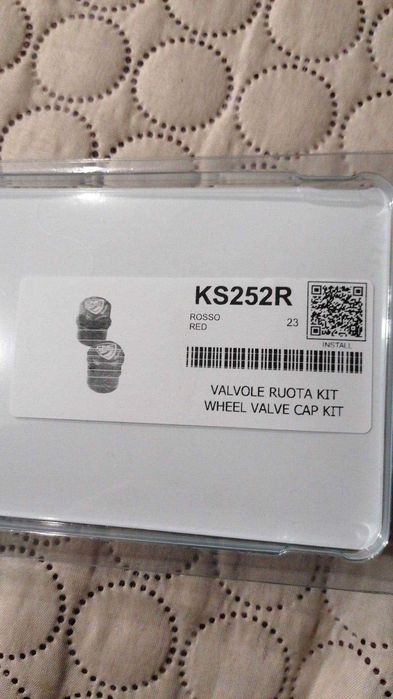 KS252R
ROSSO
RED
23
INSTALL
VALVOLE RUOTA KIT
WHEEL VALVE CAP KIT